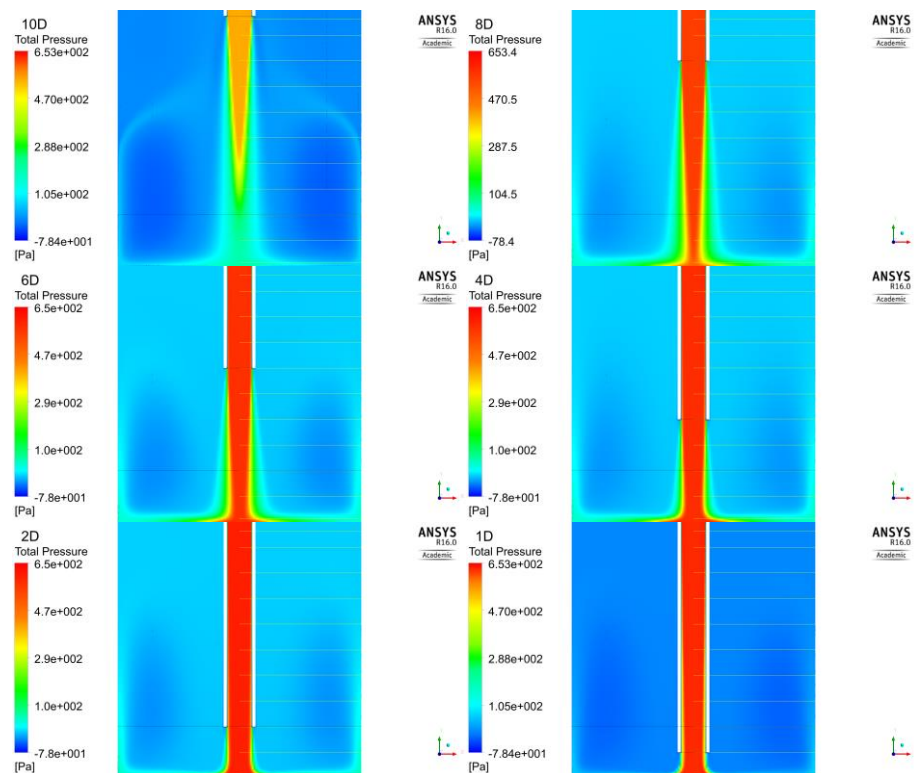 10D
Total Pressure
6.53e+002
4.70e+002
2.88e+002
1.05e+002
-7.84e+001
[Pa]
ANSYS
R16.0
Academic
8D
Total Pressure
653.4
470.5
287.5
104.5
-78.4
[Pa]
ANSYS
R16.0
Academic
6D
Total Pressure
6.5e+002
4.7e+002
2.9e+002
1.0e+002
-7.8e+001
[Pa]
ANSYS
R16.0
Academic
4D
Total Pressure
6.5e+002
4.7e+002
2.9e+002
1.0e+002
-7.8e+001
[Pa]
ANSYS
R16.0
Academic
2D
Total Pressure
6.5e+002
4.7e+002
2.9e+002
1.0e+002
-7.8e+001
[Pa]
ANSYS
R16.0
Academic
1D
Total Pressure
6.53e+002
4.70e+002
2.88e+002
1.05e+002
-7.84e+001
[Pa]
ANSYS
R16.0
Academic